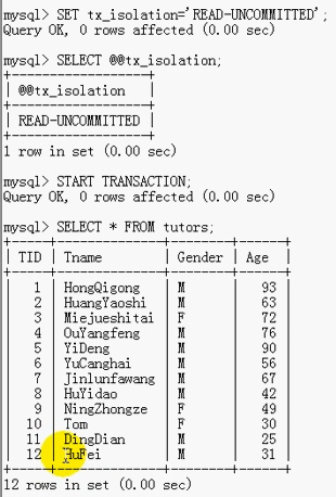 mysql> SET tx_isolation='READ-UNCOMMITTED';
Query OK, 0 rows affected (0.00 sec)
mysql> SELECT @@tx_isolation;
+------------------+
| @@tx_isolation   |
+------------------+
| READ-UNCOMMITTED |
+------------------+
1 row in set (0.00 sec)
mysql> START TRANSACTION;
Query OK, 0 rows affected (0.00 sec)
mysql> SELECT * FROM tutors;
+-----+--------------+--------+------+
| TID | Tname        | Gender | Age  |
+-----+--------------+--------+------+
|   1 | HongQigong   | M      |   93 |
|   2 | HuangYaoshi  | M      |   63 |
|   3 | Miejueshitai | F      |   72 |
|   4 | OuYangfeng   | M      |   76 |
|   5 | YiDeng       | M      |   90 |
|   6 | YuCanghai    | M      |   56 |
|   7 | Jinlunfawang | M      |   67 |
|   8 | HuYidao      | M      |   42 |
|   9 | NingZhongze  | F      |   49 |
|  10 | Tom          | F      |   30 |
|  11 | DingDian     | M      |   25 |
|  12 | HuFei        | M      |   31 |
+-----+--------------+--------+------+
12 rows in set (0.00 sec)